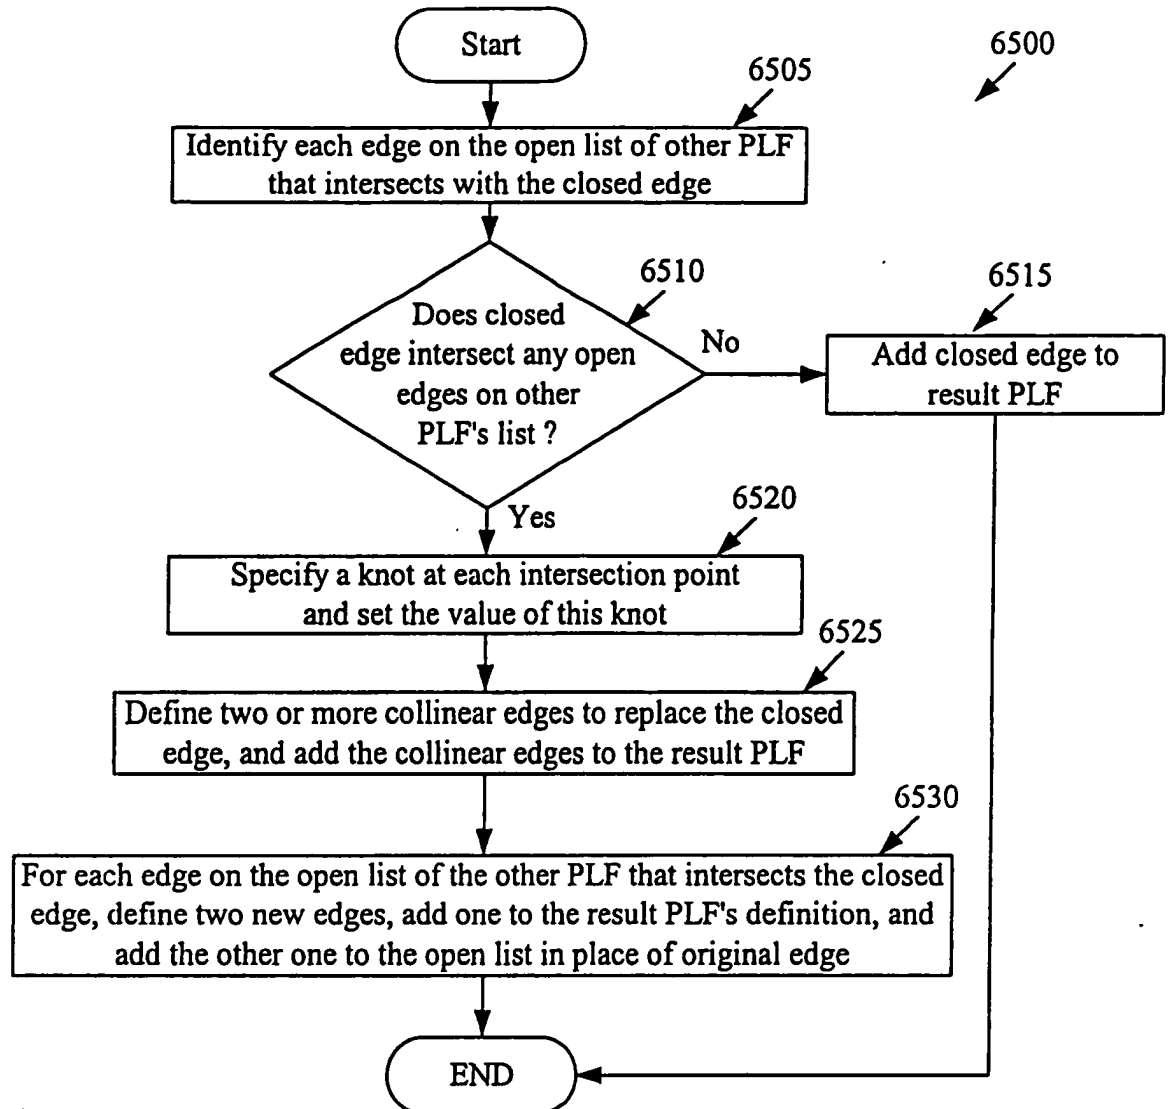 Start
6500
6505
Identify each edge on the open list of other PLF
that intersects with the closed edge
6510
Does closed
edge intersect any open
edges on other
PLF's list ?
No
6515
Add closed edge to
result PLF
Yes
6520
Specify a knot at each intersection point
and set the value of this knot
6525
Define two or more collinear edges to replace the closed
edge, and add the collinear edges to the result PLF
6530
For each edge on the open list of the other PLF that intersects the closed
edge, define two new edges, add one to the result PLF's definition, and
add the other one to the open list in place of original edge
END